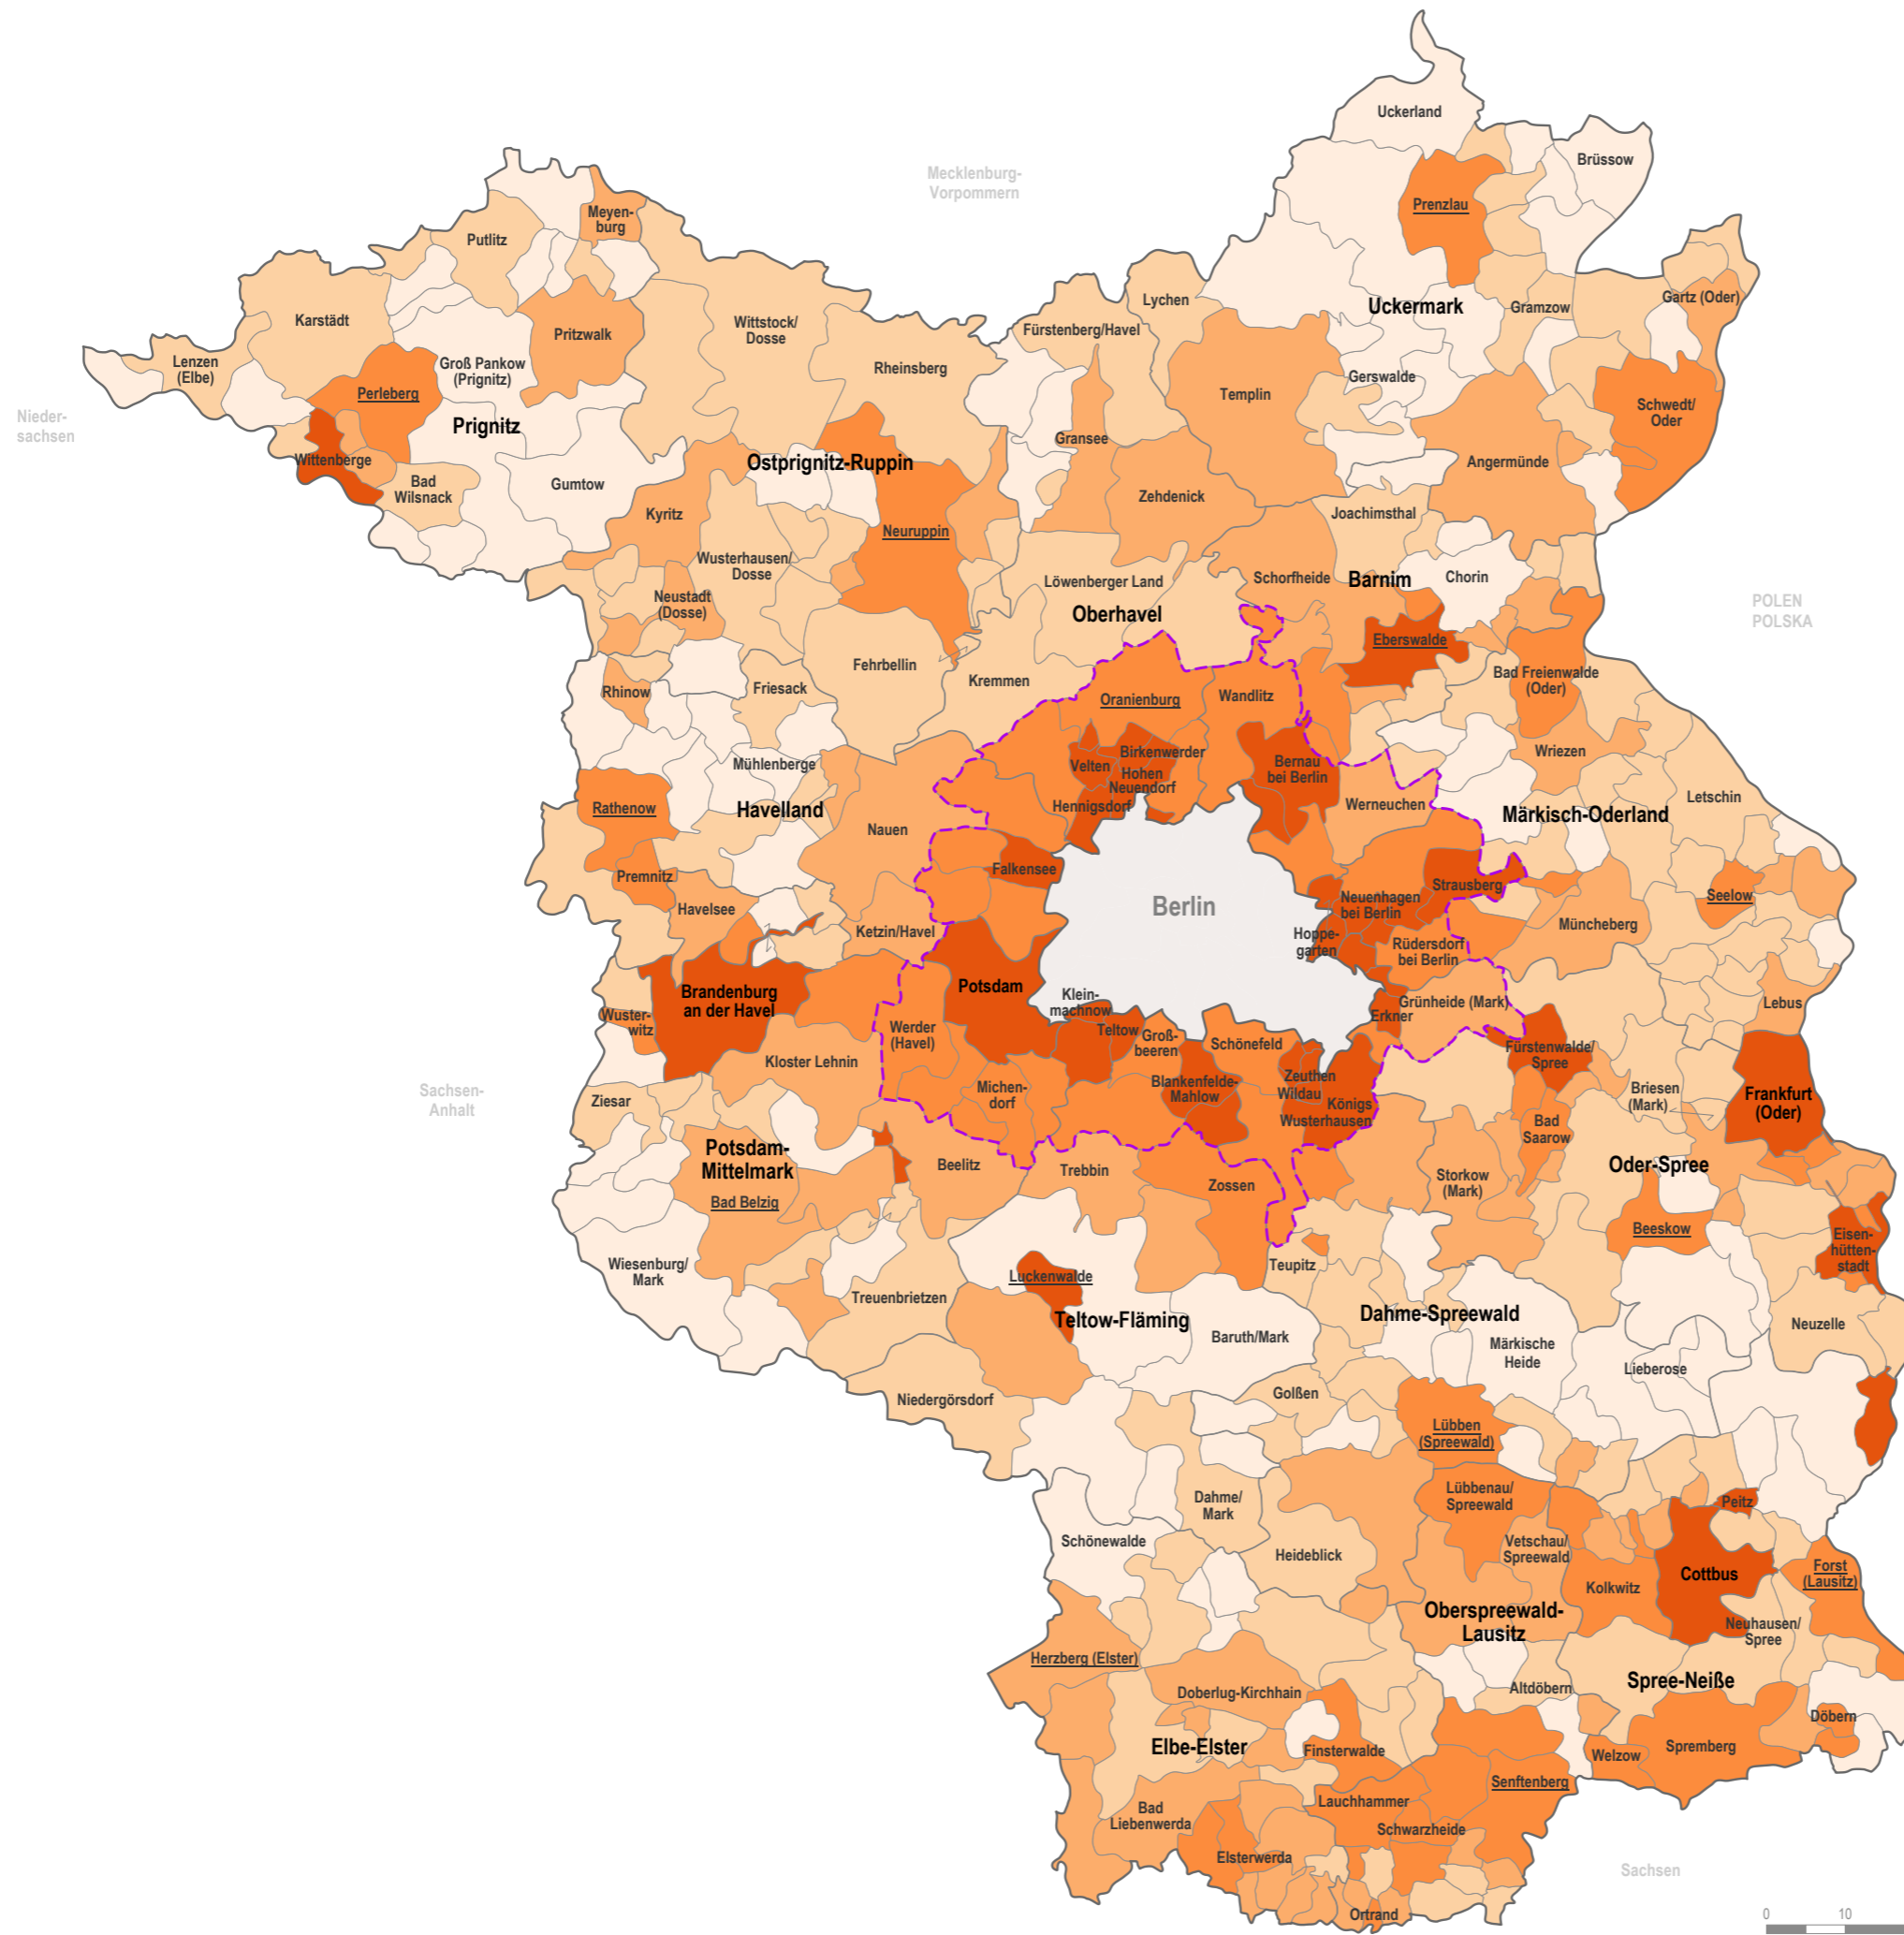 Uckerland
Brüssow
Mecklenburg-
Vorpommern
Prenzlau
Meyen-
burg
Putlitz
Gartz (Oder)
Lychen
Uckermark
Gramzow
Karstädt
Wittstock/
Dosse
Fürstenberg/Havel
Pritzwalk
Lenzen
(Elbe)
Groß Pankow
(Prignitz)
Rheinsberg
Gerswalde
Perleberg
Templin
Schwedt/
Oder
Nieder-
sachsen
Prignitz
Gransee
Wittenberge
Ostprignitz-Ruppin
Angermünde
Bad
Wilsnack
Gumtow
Zehdenick
Kyritz
Joachimsthal
Neuruppin
Wusterhausen/
Dosse
Löwenberger Land
Schorfheide
Barnim
Chorin
Neustadt
(Dosse)
Oberhavel
POLEN
POLSKA
Eberswalde
Fehrbellin
Bad Freienwalde
(Oder)
Kremmen
Rhinow
Friesack
Oranienburg
Wandlitz
Birkenwerder
Wriezen
Velten
Hohen
Neuendorf
Bernau
bei Berlin
Mühlenberge
Rathenow
Havelland
Hennigsdorf
Werneuchen
Letschin
Märkisch-Oderland
Nauen
Falkensee
Premnitz
Strausberg
Seelow
Havelsee
Berlin
Neuenhagen
bei Berlin
Ketzin/Havel
Müncheberg
Hoppe-
garten
Rüdersdorf
bei Berlin
Potsdam
Brandenburg
an der Havel
Klein-
machnow
Grünheide (Mark)
Lebus
Wuster-
witz
Erkner
Werder
(Havel)
Teltow
Groß-
beeren
Schönefeld
Fürstenwalde/
Spree
Kloster Lehnin
Sachsen-
Anhalt
Michen-
dorf
Blankenfelde-
Mahlow
Zeuthen
Wildau
Königs
Wusterhausen
Ziesar
Briesen
(Mark)
Frankfurt
(Oder)
Bad
Saarow
Potsdam-
Mittelmark
Beelitz
Trebbin
Zossen
Storkow
(Mark)
Oder-Spree
Bad Belzig
Beeskow
Eisen-
hütten-
stadt
Wiesenburg/
Mark
Teupitz
Luckenwalde
Treuenbrietzen
Teltow-Fläming
Dahme-Spreewald
Neuzelle
Baruth/Mark
Märkische
Heide
Lieberose
Niedergörsdorf
Golßen
Lübben
(Spreewald)
Lübbenau/
Spreewald
Dahme/
Mark
Peitz
Schönewalde
Vetschau/
Spreewald
Heideblick
Kolkwitz
Cottbus
Forst
(Lausitz)
Oberspreewald-
Lausitz
Neuhausen/
Spree
Herzberg (Elster)
Spree-Neiße
Altdöbern
Doberlug-Kirchhain
Döbern
Elbe-Elster
Finsterwalde
Welzow
Spremberg
Senftenberg
Lauchhammer
Bad
Liebenwerda
Schwarzheide
Elsterwerda
Sachsen
Ortrand
0 10